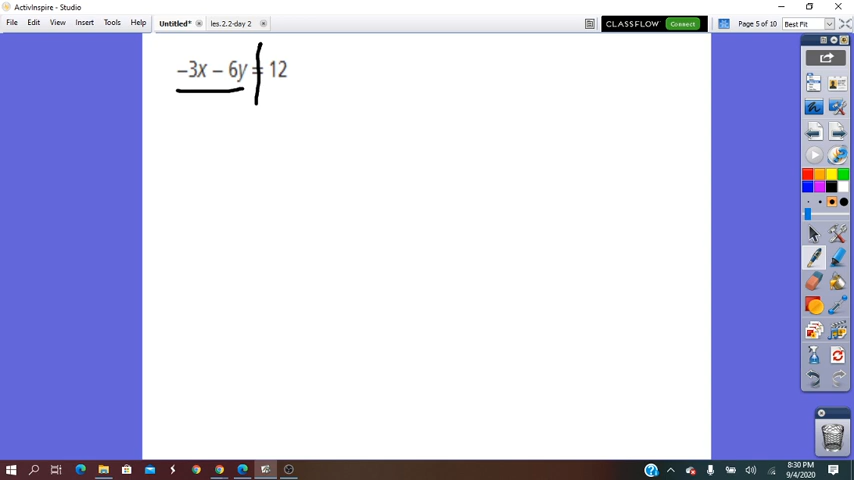 ActivInspire - Studio
File Edit View Insert Tools Help
Untitled* les.2.2-day 2
CLASSFLOW Connect
Page 5 of 10 Best Fit
−3x − 6y = 12
8:30 PM
9/4/2020